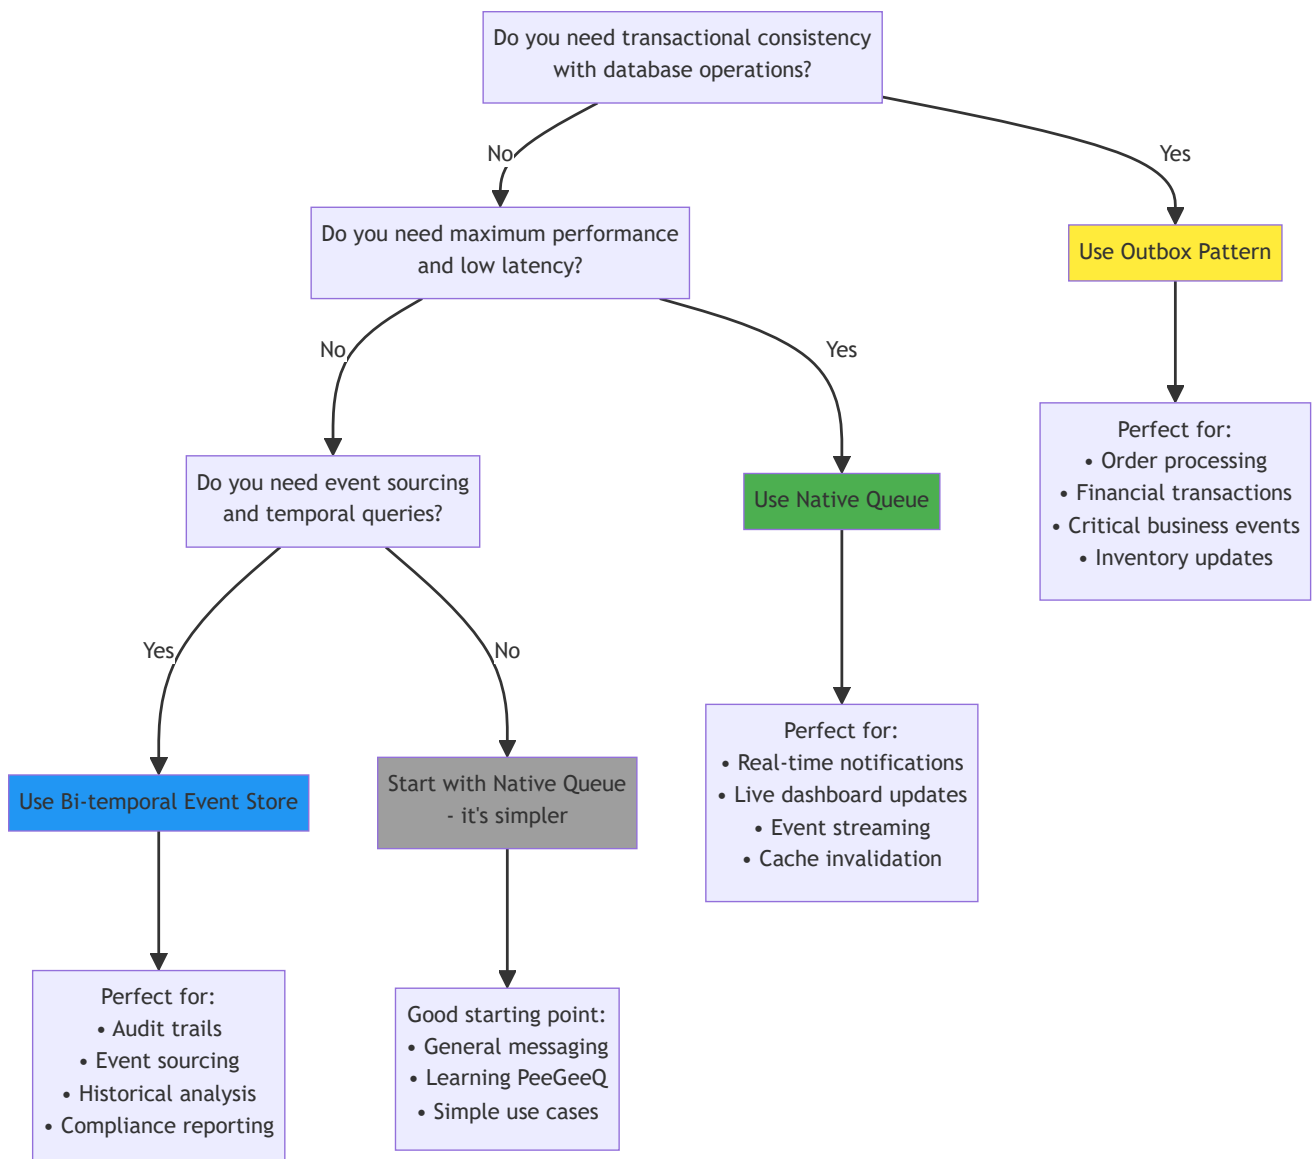 Do you need transactional consistency
with database operations?
No
Yes
Do you need maximum performance
and low latency?
Use Outbox Pattern
No
Yes
Perfect for:
• Order processing
• Financial transactions
• Critical business events
• Inventory updates
Do you need event sourcing
and temporal queries?
Use Native Queue
Yes
No
Perfect for:
• Real-time notifications
• Live dashboard updates
• Event streaming
• Cache invalidation
Use Bi-temporal Event Store
Start with Native Queue
- it's simpler
Perfect for:
• Audit trails
• Event sourcing
• Historical analysis
• Compliance reporting
Good starting point:
• General messaging
• Learning PeeGeeQ
• Simple use cases